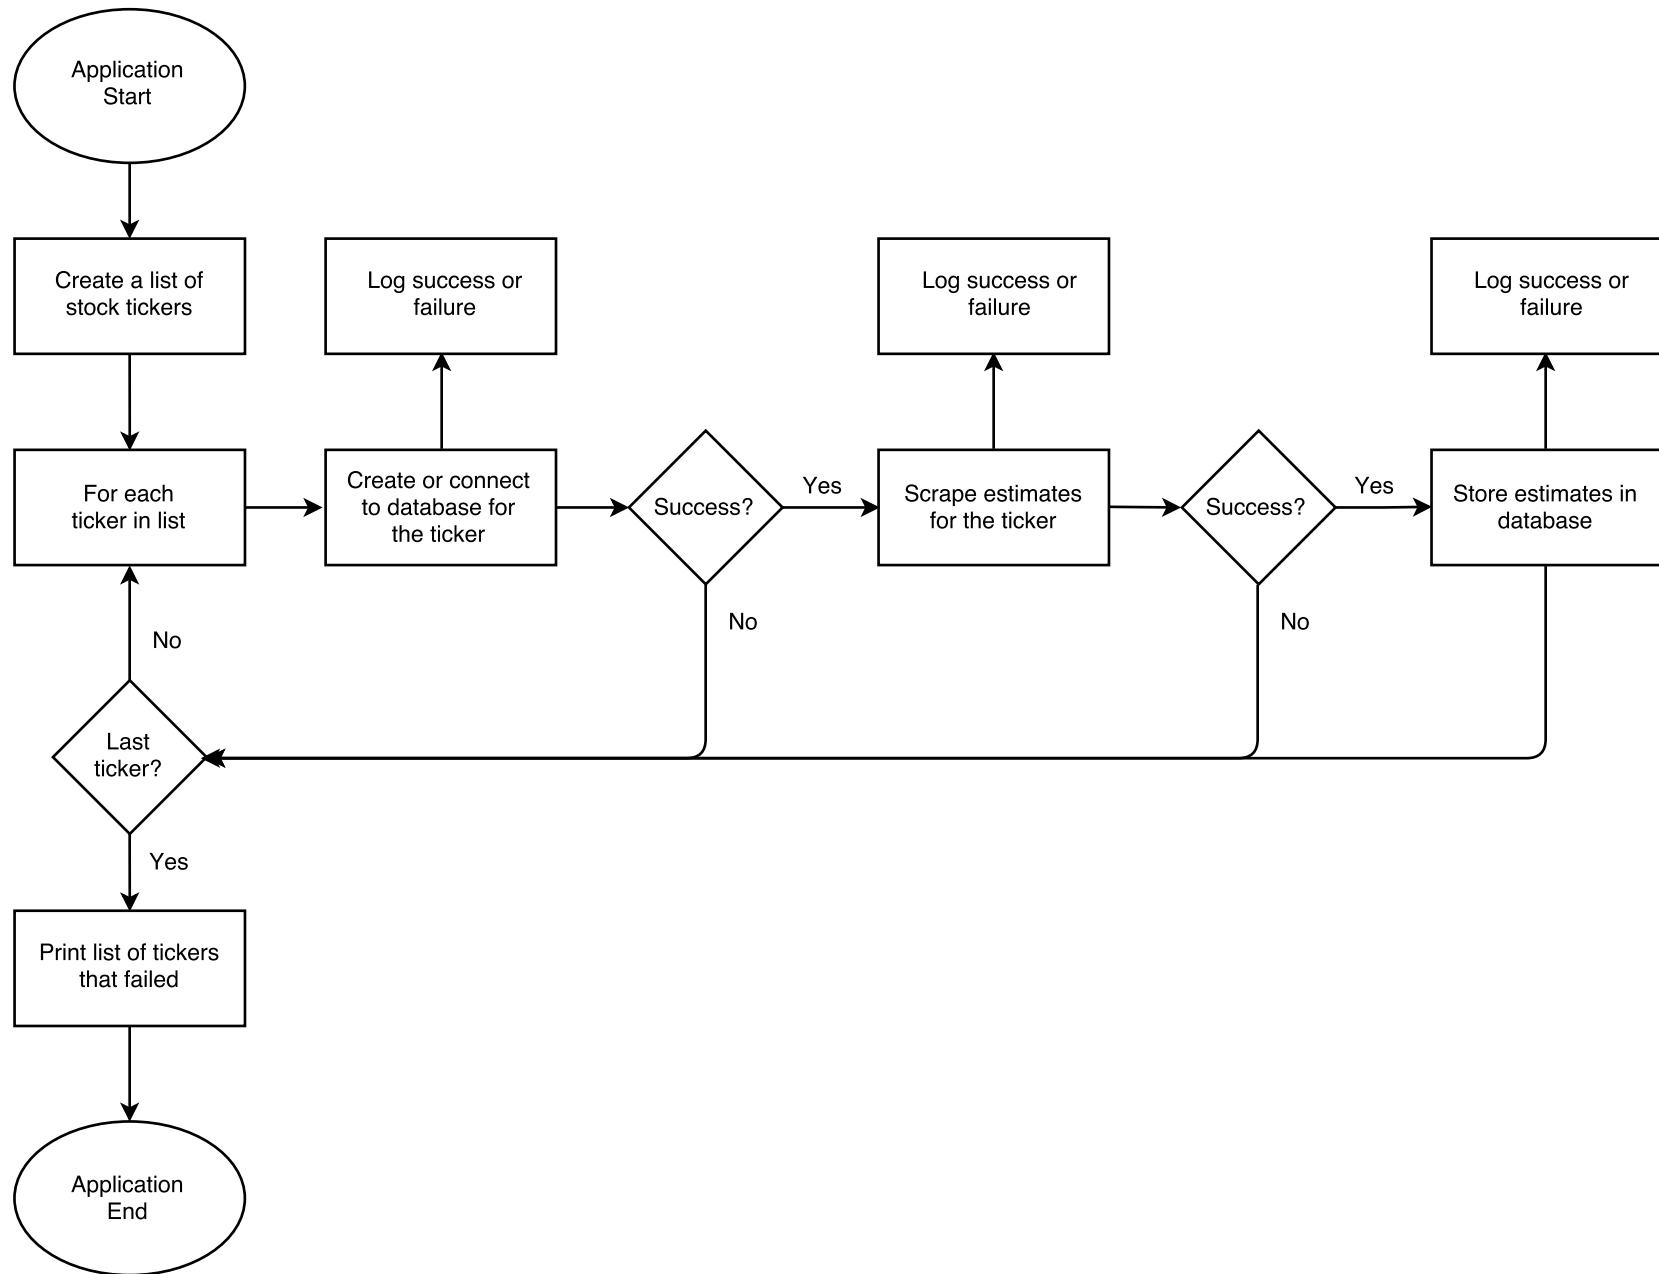 Application
Start
Create a list of
stock tickers
Log success or
failure
Log success or
failure
Log success or
failure
For each
ticker in list
Create or connect
to database for
the ticker
Success?
Yes
Scrape estimates
for the ticker
Success?
Yes
Store estimates in
database
No
No
No
Last
ticker?
Yes
Print list of tickers
that failed
Application
End